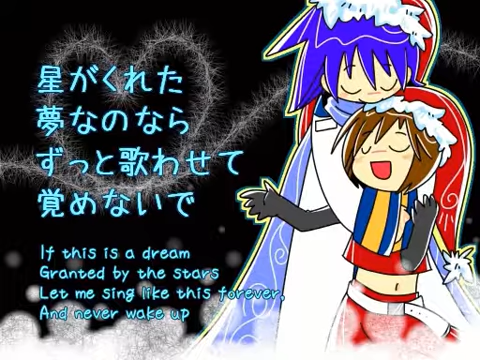 星がくれた
夢なのなら
ずっと歌わせて
覚めないで
If this is a dream
Granted by the stars
Let me sing like this forever,
And never wake up